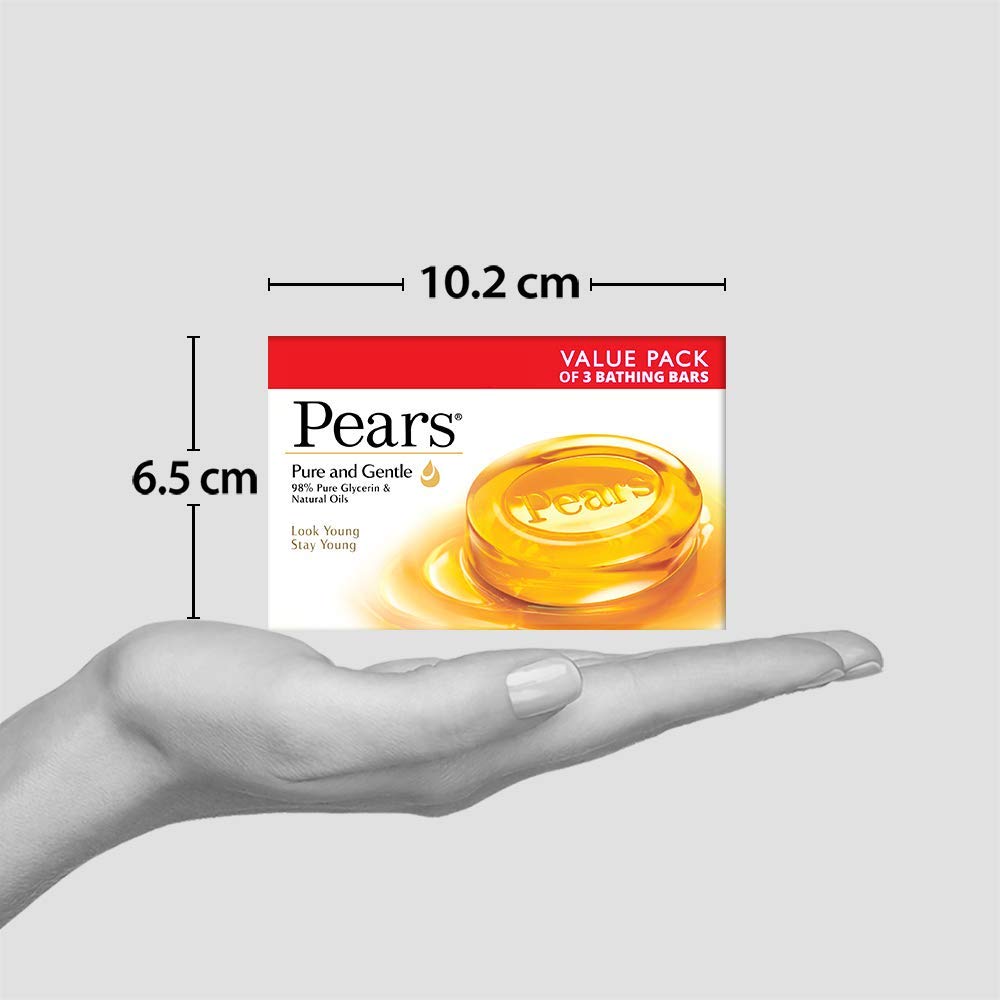 10.2 cm
6.5 cm
VALUE PACK
OF 3 BATHING BARS
Pears®
Pure and Gentle
98% Pure Glycerin &
Natural Oils
Look Young
Stay Young
Pears